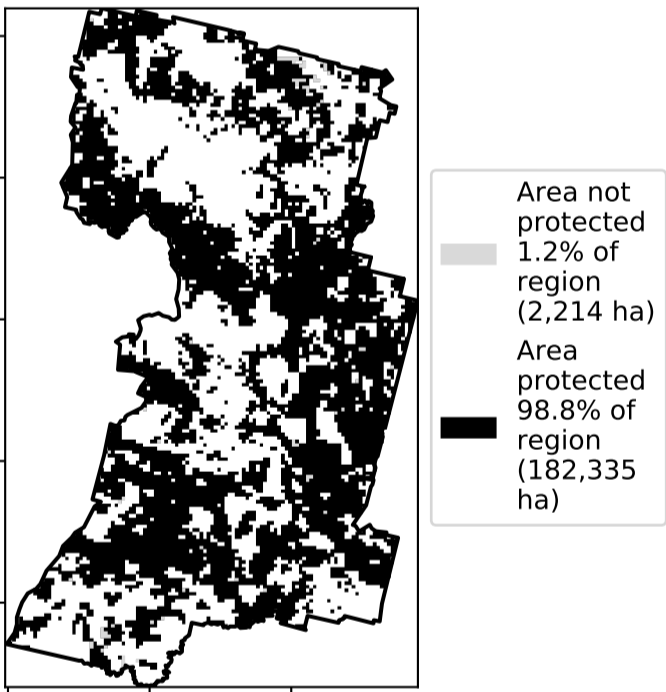 Area not
protected
1.2% of
region
(2,214 ha)
Area
protected
98.8% of
region
(182,335
ha)